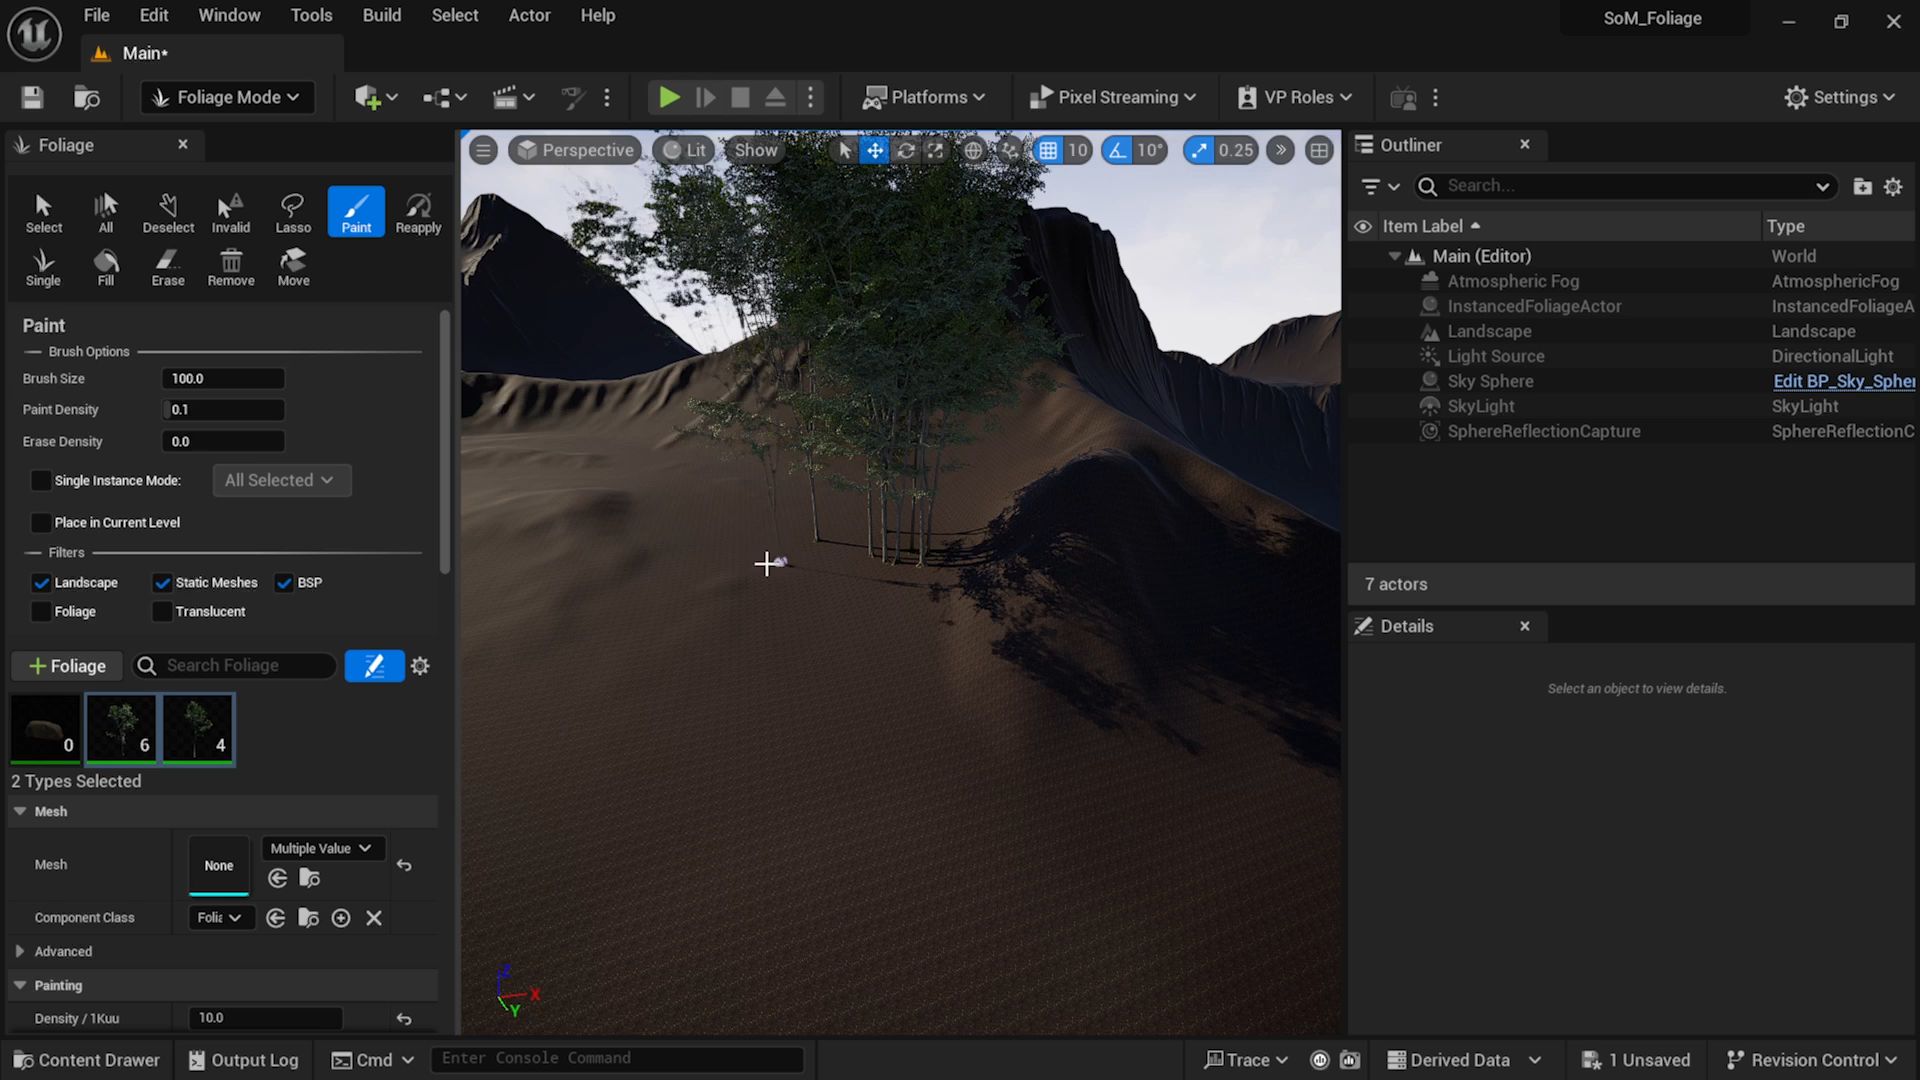 File Edit Window Tools Build Select Actor Help
SoM_Foliage
Main*
Foliage Mode
Platforms
Pixel Streaming
VP Roles
Settings
Foliage
Select All Deselect Invalid Lasso Paint Reapply
Single Fill Erase Remove Move
Paint
Brush Options
Brush Size 100.0
Paint Density 0.1
Erase Density 0.0
Single Instance Mode: All Selected
Place in Current Level
Filters
Landscape Static Meshes BSP
Foliage Translucent
+ Foliage Search Foliage
0 6 4
2 Types Selected
Mesh
Mesh None Multiple Value
Component Class Folia
Advanced
Painting
Density / 1Kuu 10.0
Perspective Lit Show 10 10° 0.25
Z
X
Y
Outliner
Search...
Item Label Type
Main (Editor) World
Atmospheric Fog AtmosphericFog
InstancedFoliageActor InstancedFoliageA
Landscape Landscape
Light Source DirectionalLight
Sky Sphere Edit BP_Sky_Spher
SkyLight SkyLight
SphereReflectionCapture SphereReflectionC
7 actors
Details
Select an object to view details.
Content Drawer Output Log Cmd Enter Console Command Trace Derived Data 1 Unsaved Revision Control